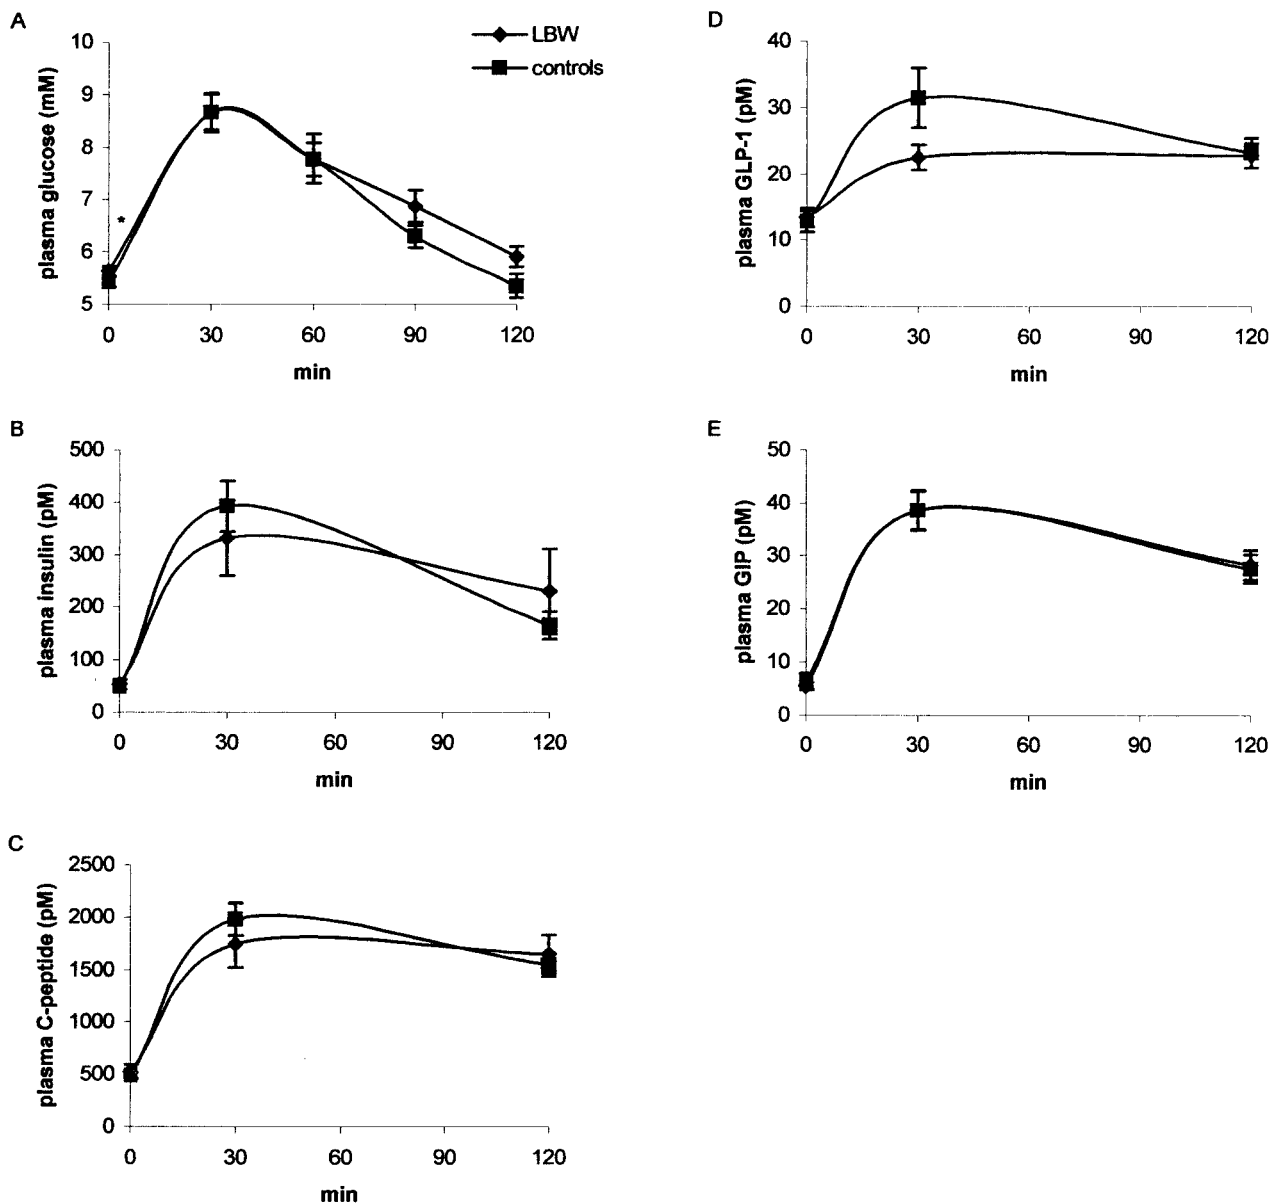 A
LBW
controls
plasma glucose (mM)
10
9
8
7
6
5
*
0 30 60 90 120
min
B
plasma insulin (pM)
500
400
300
200
100
0
0 30 60 90 120
min
C
plasma C-peptide (pM)
2500
2000
1500
1000
500
0
0 30 60 90 120
min
D
plasma GLP-1 (pM)
40
30
20
10
0
0 30 60 90 120
min
E
plasma GIP (pM)
50
40
30
20
10
0
0 30 60 90 120
min